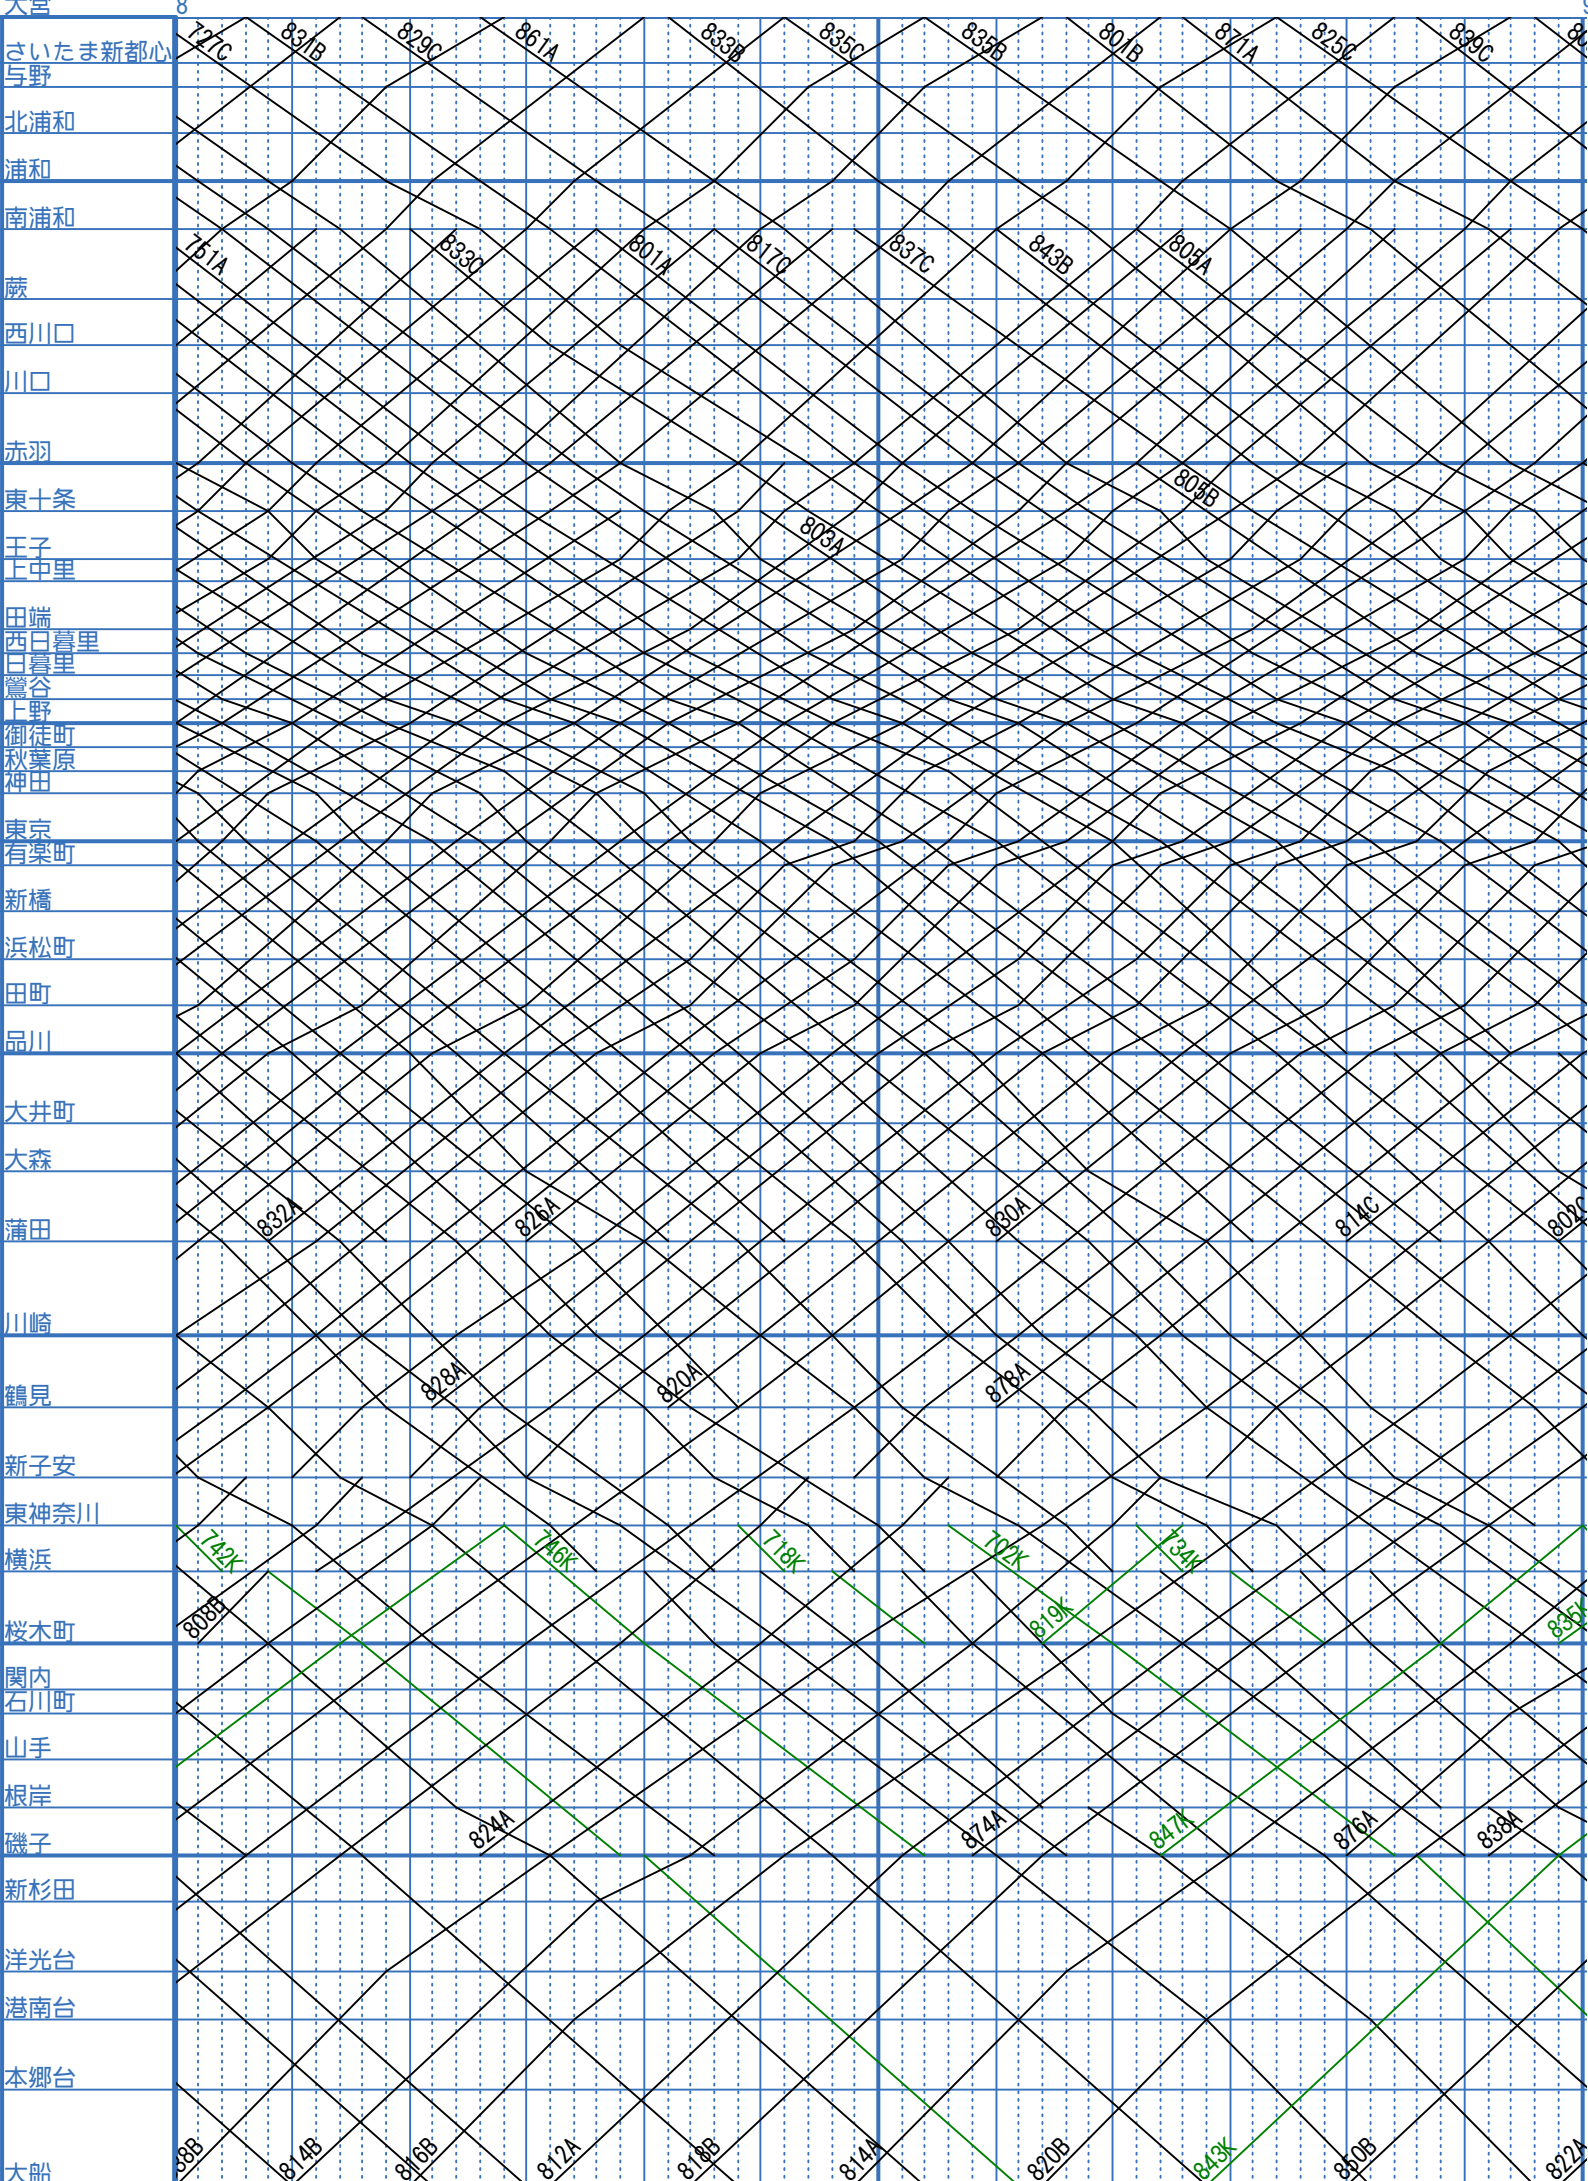 大宮 8 9
727C 831B 829C 861A 833B 835C 835B 801B 871A 825C 839C 80
さいたま新都心
与野
北浦和
浦和
南浦和
751A 833C 801A 817C 837C 843B 805A
蕨
西川口
川口
赤羽
東十条 805B
王子 803A
上中里
田端
西日暮里
日暮里
鶯谷
上野
御徒町
秋葉原
神田
東京
有楽町
新橋
浜松町
田町
品川
大井町
大森
蒲田 832A 826A 830A 814C 802C
川崎
鶴見 828A 820A 878A
新子安
東神奈川
横浜 742K 746K 718K 702K 734K
桜木町 808B 819K 835K
関内
石川町
山手
根岸
磯子 824A 874A 847K 876A 838A
新杉田
洋光台
港南台
本郷台
大船 38B 814B 816B 812A 818B 814A 820B 843K 850B 822A